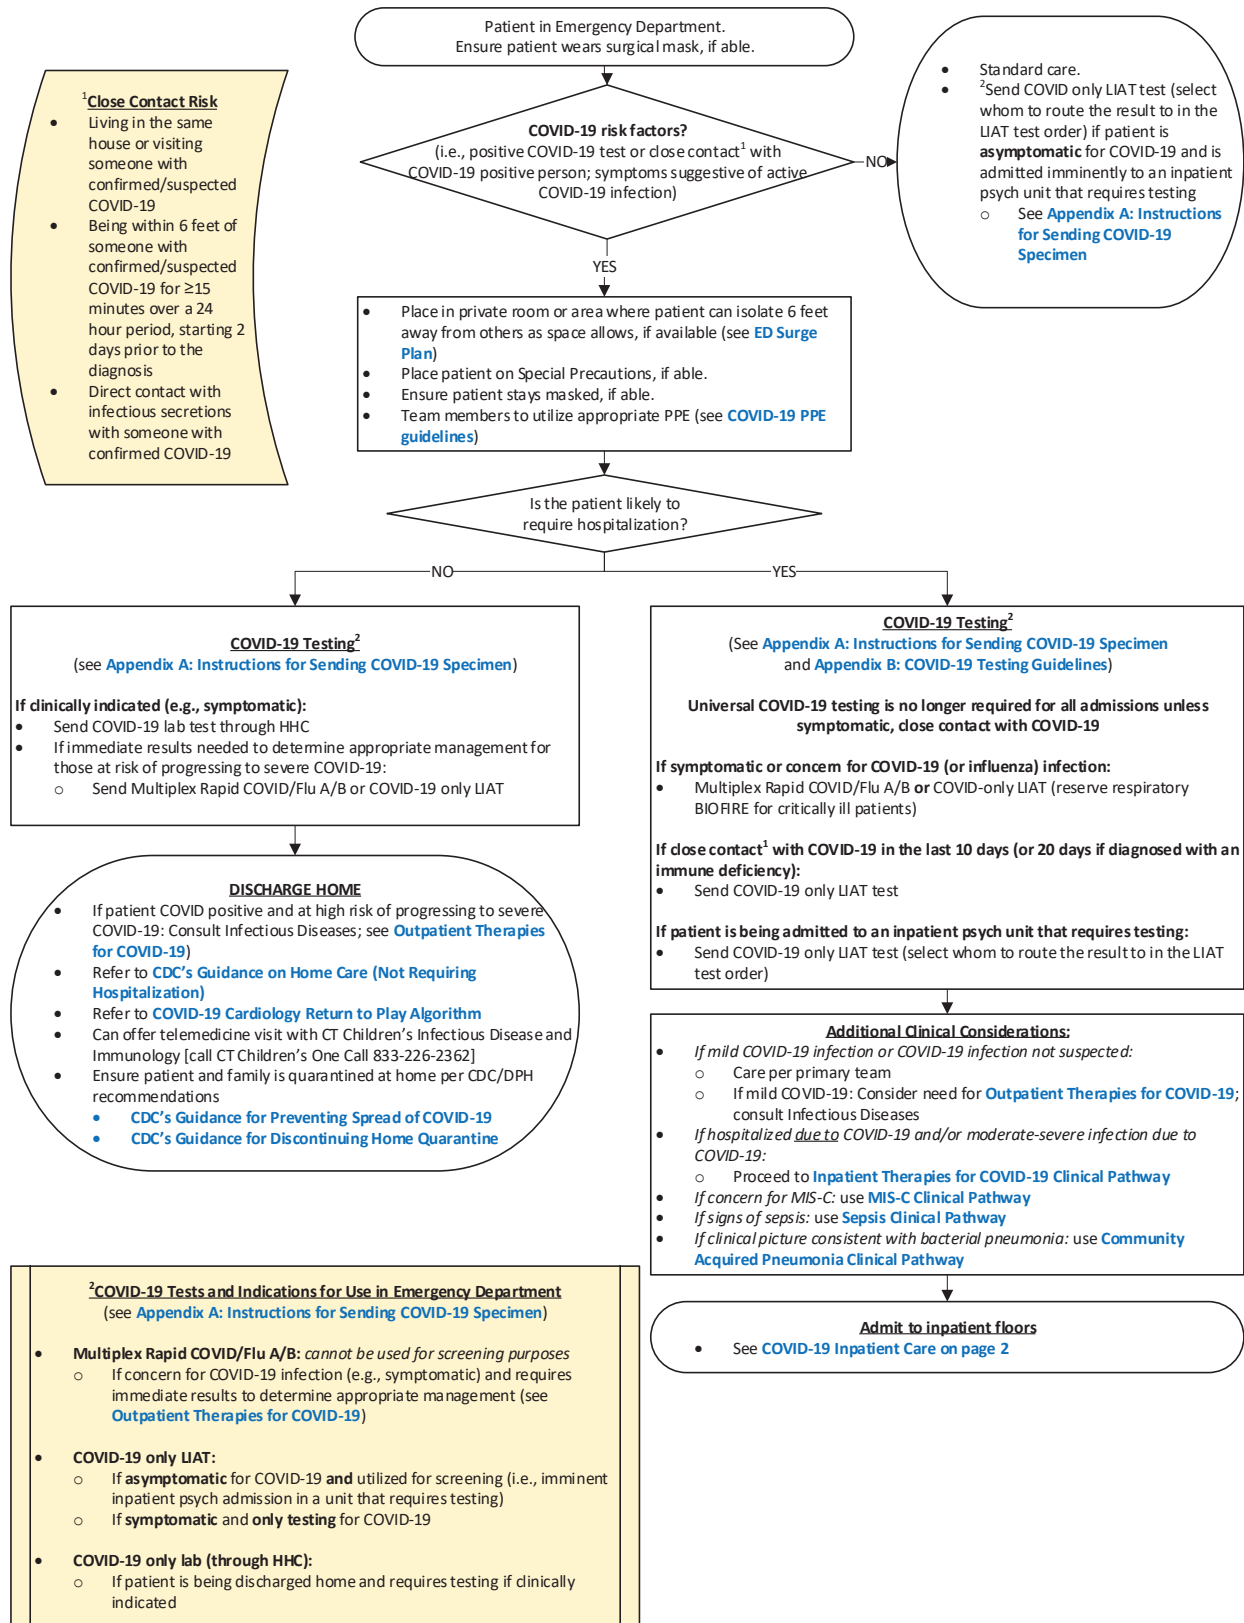 Patient in Emergency Department.
Ensure patient wears surgical mask, if able.
1Close Contact Risk
• Living in the same
house or visiting
someone with
confirmed/suspected
COVID-19
• Being within 6 feet of
someone with
confirmed/suspected
COVID-19 for ≥15
minutes over a 24
hour period, starting 2
days prior to the
diagnosis
• Direct contact with
infectious secretions
with someone with
confirmed COVID-19
COVID-19 risk factors?
(i.e., positive COVID-19 test or close contact1 with
COVID-19 positive person; symptoms suggestive of active
COVID-19 infection)
NO
• Standard care.
• 2Send COVID only LIAT test (select
whom to route the result to in the
LIAT test order) if patient is
asymptomatic for COVID-19 and is
admitted imminently to an inpatient
psych unit that requires testing
o See Appendix A: Instructions
for Sending COVID-19
Specimen
YES
• Place in private room or area where patient can isolate 6 feet
away from others as space allows, if available (see ED Surge
Plan)
• Place patient on Special Precautions, if able.
• Ensure patient stays masked, if able.
• Team members to utilize appropriate PPE (see COVID-19 PPE
guidelines)
Is the patient likely to
require hospitalization?
NO
YES
COVID-19 Testing2
(see Appendix A: Instructions for Sending COVID-19 Specimen)
If clinically indicated (e.g., symptomatic):
• Send COVID-19 lab test through HHC
• If immediate results needed to determine appropriate management for
those at risk of progressing to severe COVID-19:
o Send Multiplex Rapid COVID/Flu A/B or COVID-19 only LIAT
DISCHARGE HOME
• If patient COVID positive and at high risk of progressing to severe
COVID-19: Consult Infectious Diseases; see Outpatient Therapies
for COVID-19)
• Refer to CDC's Guidance on Home Care (Not Requiring
Hospitalization)
• Refer to COVID-19 Cardiology Return to Play Algorithm
• Can offer telemedicine visit with CT Children's Infectious Disease and
Immunology [call CT Children's One Call 833-226-2362]
• Ensure patient and family is quarantined at home per CDC/DPH
recommendations
• CDC's Guidance for Preventing Spread of COVID-19
• CDC's Guidance for Discontinuing Home Quarantine
COVID-19 Testing2
(See Appendix A: Instructions for Sending COVID-19 Specimen
and Appendix B: COVID-19 Testing Guidelines)
Universal COVID-19 testing is no longer required for all admissions unless
symptomatic, close contact with COVID-19
If symptomatic or concern for COVID-19 (or influenza) infection:
• Multiplex Rapid COVID/Flu A/B or COVID-only LIAT (reserve respiratory
BIOFIRE for critically ill patients)
If close contact1 with COVID-19 in the last 10 days (or 20 days if diagnosed with an
immune deficiency):
• Send COVID-19 only LIAT test
If patient is being admitted to an inpatient psych unit that requires testing:
• Send COVID-19 only LIAT test (select whom to route the result to in the LIAT
test order)
Additional Clinical Considerations:
• If mild COVID-19 infection or COVID-19 infection not suspected:
o Care per primary team
o If mild COVID-19: Consider need for Outpatient Therapies for COVID-19;
consult Infectious Diseases
• If hospitalized due to COVID-19 and/or moderate-severe infection due to
COVID-19:
o Proceed to Inpatient Therapies for COVID-19 Clinical Pathway
• If concern for MIS-C: use MIS-C Clinical Pathway
• If signs of sepsis: use Sepsis Clinical Pathway
• If clinical picture consistent with bacterial pneumonia: use Community
Acquired Pneumonia Clinical Pathway
Admit to inpatient floors
• See COVID-19 Inpatient Care on page 2
2COVID-19 Tests and Indications for Use in Emergency Department
(see Appendix A: Instructions for Sending COVID-19 Specimen)
• Multiplex Rapid COVID/Flu A/B: cannot be used for screening purposes
o If concern for COVID-19 infection (e.g., symptomatic) and requires
immediate results to determine appropriate management (see
Outpatient Therapies for COVID-19)
• COVID-19 only LIAT:
o If asymptomatic for COVID-19 and utilized for screening (i.e., imminent
inpatient psych admission in a unit that requires testing)
o If symptomatic and only testing for COVID-19
• COVID-19 only lab (through HHC):
o If patient is being discharged home and requires testing if clinically
indicated